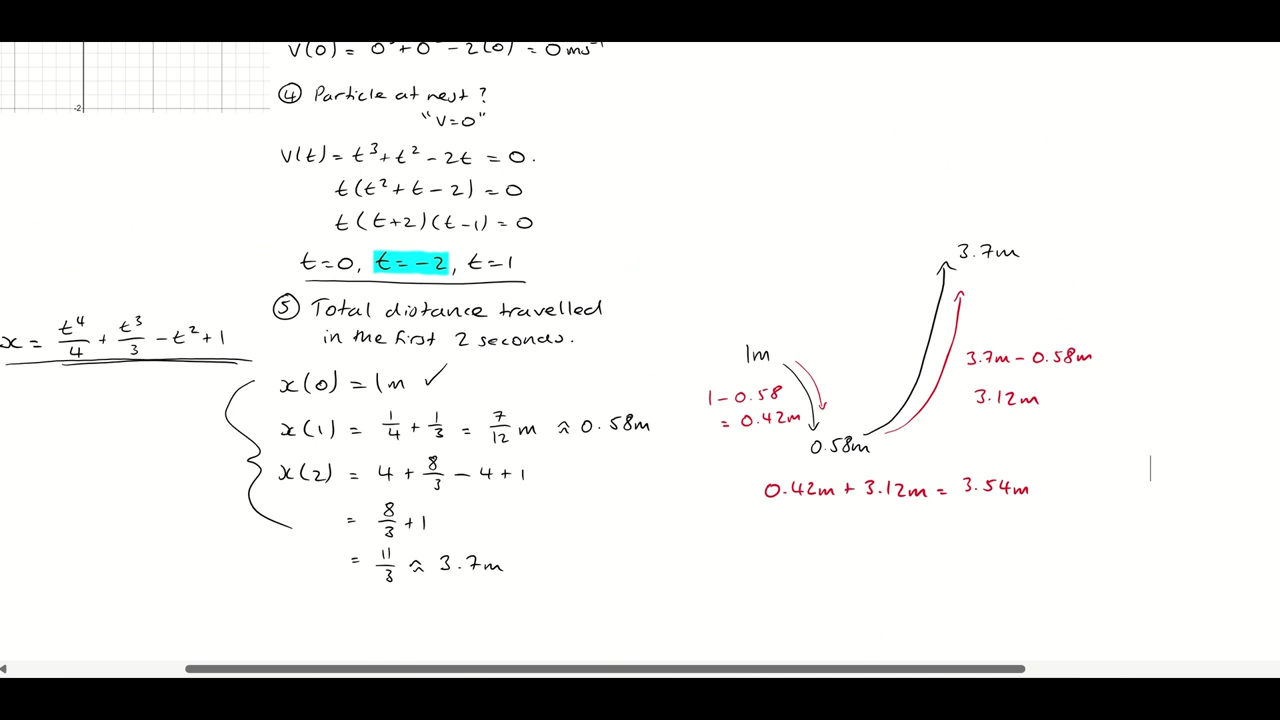 -2
V(0) = 0³ + 0² - 2(0) = 0 ms⁻¹
④ Particle at rest?
"V=0"
V(t) = t³ + t² - 2t = 0.
t(t² + t - 2) = 0
t(t+2)(t-1) = 0
t=0, t=-2, t=1
x = t⁴/4 + t³/3 - t² + 1
⑤ Total distance travelled
in the first 2 seconds.
x(0) = 1m ✓
x(1) = 1/4 + 1/3 = 7/12 m ≈ 0.58m
x(2) = 4 + 8/3 - 4 + 1
= 8/3 + 1
= 11/3 ≈ 3.7m
3.7m
1m
3.7m - 0.58m
3.12m
1 - 0.58
= 0.42m
0.58m
0.42m + 3.12m = 3.54m